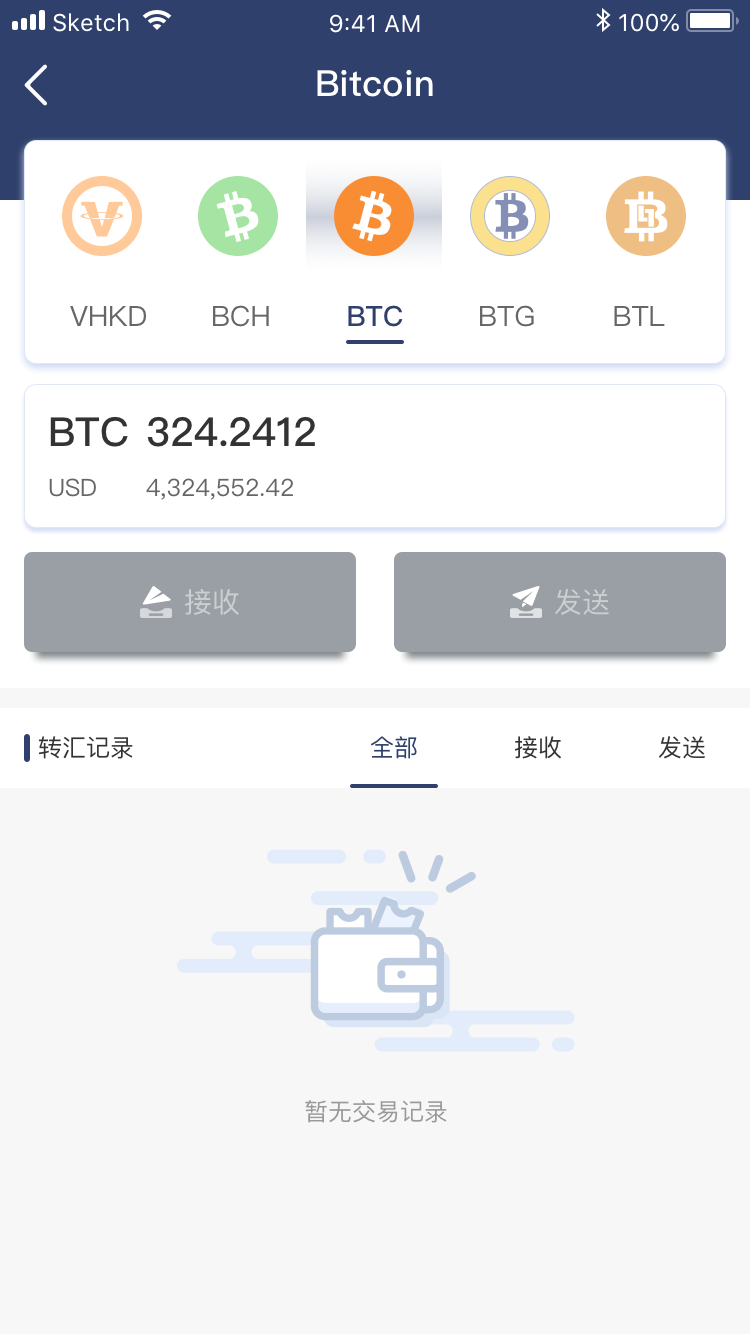 Sketch 9:41 AM 100%
Bitcoin
VHKD BCH BTC BTG BTL
BTC 324.2412
USD 4,324,552.42
接收 发送
转汇记录 全部 接收 发送
暂无交易记录